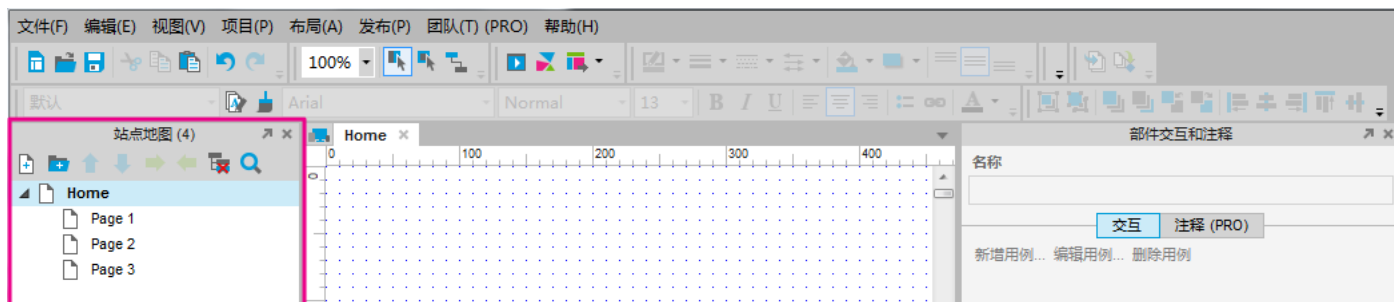 文件(F) 编辑(E) 视图(V) 项目(P) 布局(A) 发布(P) 团队(T) (PRO) 帮助(H)
100%
默认 Arial Normal 13 B I U A
站点地图 (4) Home 部件交互和注释
0 100 200 300 400
0
名称
Home
Page 1
交互 注释 (PRO)
Page 2
新增用例... 编辑用例... 删除用例
Page 3